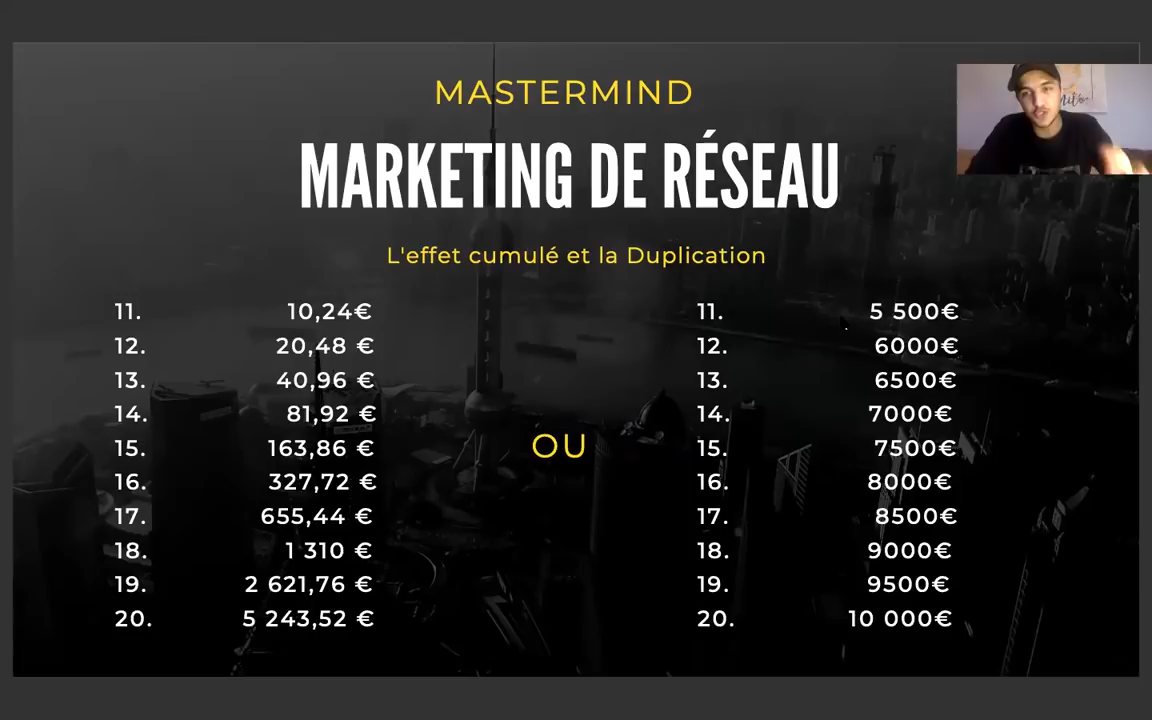 MASTERMIND
MARKETING DE RÉSEAU
L'effet cumulé et la Duplication
11. 10,24€
12. 20,48 €
13. 40,96 €
14. 81,92 €
15. 163,86 €
16. 327,72 €
17. 655,44 €
18. 1 310 €
19. 2 621,76 €
20. 5 243,52 €
OU
11. 5 500€
12. 6000€
13. 6500€
14. 7000€
15. 7500€
16. 8000€
17. 8500€
18. 9000€
19. 9500€
20. 10 000€